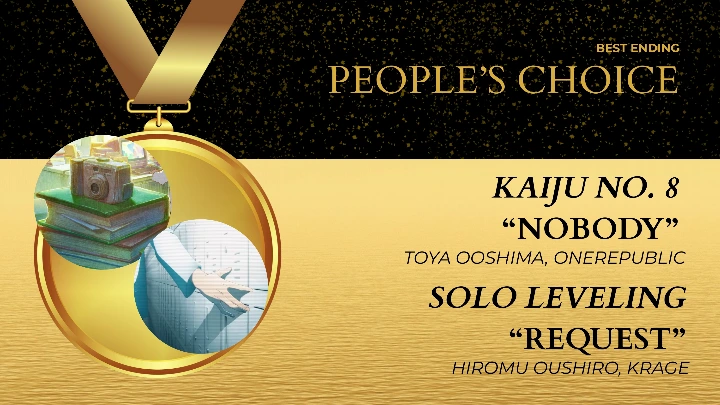 BEST ENDING
PEOPLE'S CHOICE
KAIJU NO. 8
“NOBODY”
TOYA OOSHIMA, ONEREPUBLIC
SOLO LEVELING
“REQUEST”
HIROMU OUSHIRO, KRAGE